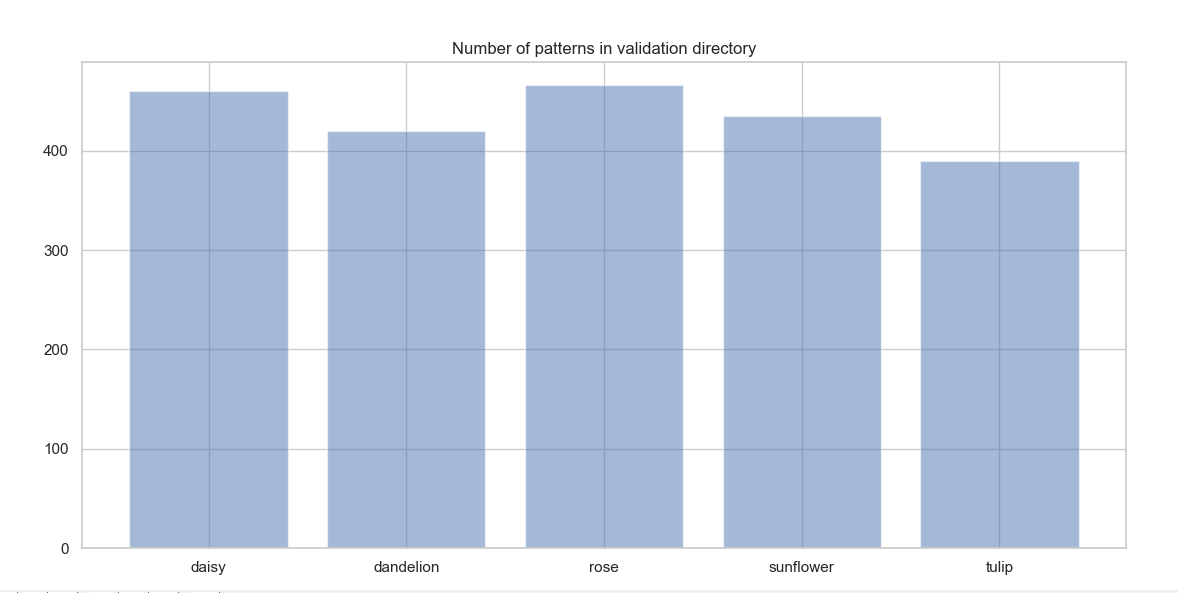 Number of patterns in validation directory
400
300
200
100
0
daisy dandelion rose sunflower tulip